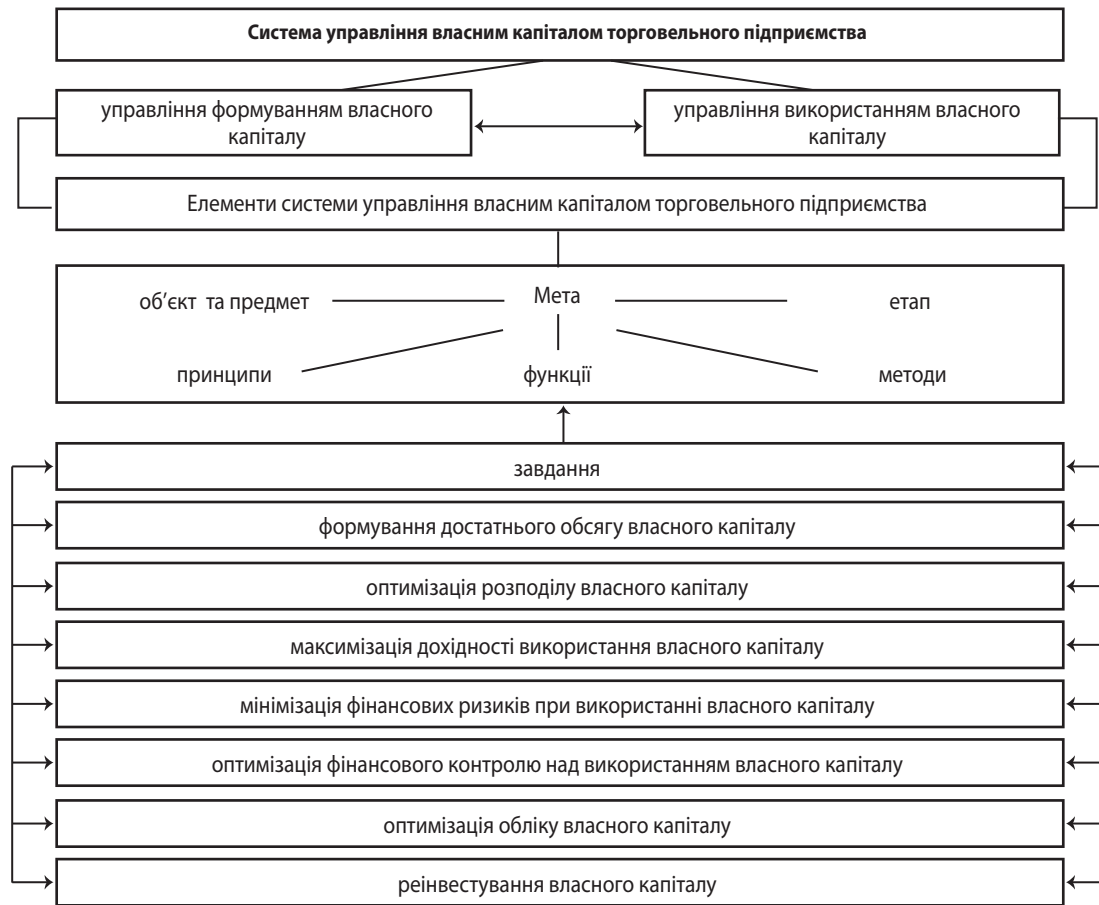 Система управління власним капіталом торговельного підприємства
управління формуванням власного
капіталу
управління використанням власного
капіталу
Елементи системи управління власним капіталом торговельного підприємства
об’єкт та предмет
Мета
етап
принципи
функції
методи
завдання
формування достатнього обсягу власного капіталу
оптимізація розподілу власного капіталу
максимізація дохідності використання власного капіталу
мінімізація фінансових ризиків при використанні власного капіталу
оптимізація фінансового контролю над використанням власного капіталу
оптимізація обліку власного капіталу
реінвестування власного капіталу